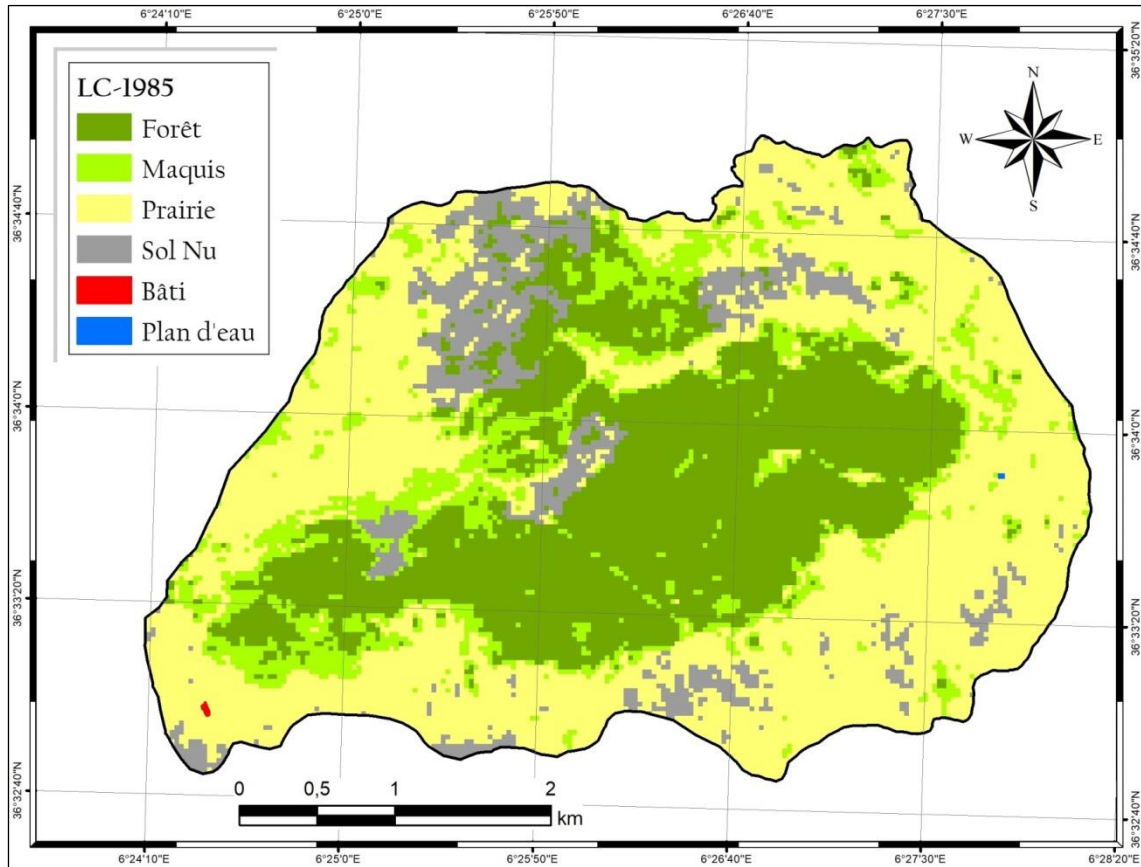 6°24'10"E 6°25'0"E 6°25'50"E 6°26'40"E 6°27'30"E
36°35'20"N
LC-1985
Forêt
Maquis
Prairie
Sol Nu
Bâti
Plan d'eau
N
W E
S
36°34'40"N
36°34'40"N
36°34'0"N
36°34'0"N
36°33'20"N
36°33'20"N
36°32'40"N
36°32'40"N
0 0,5 1 2
km
6°24'10"E 6°25'0"E 6°25'50"E 6°26'40"E 6°27'30"E 6°28'20"E